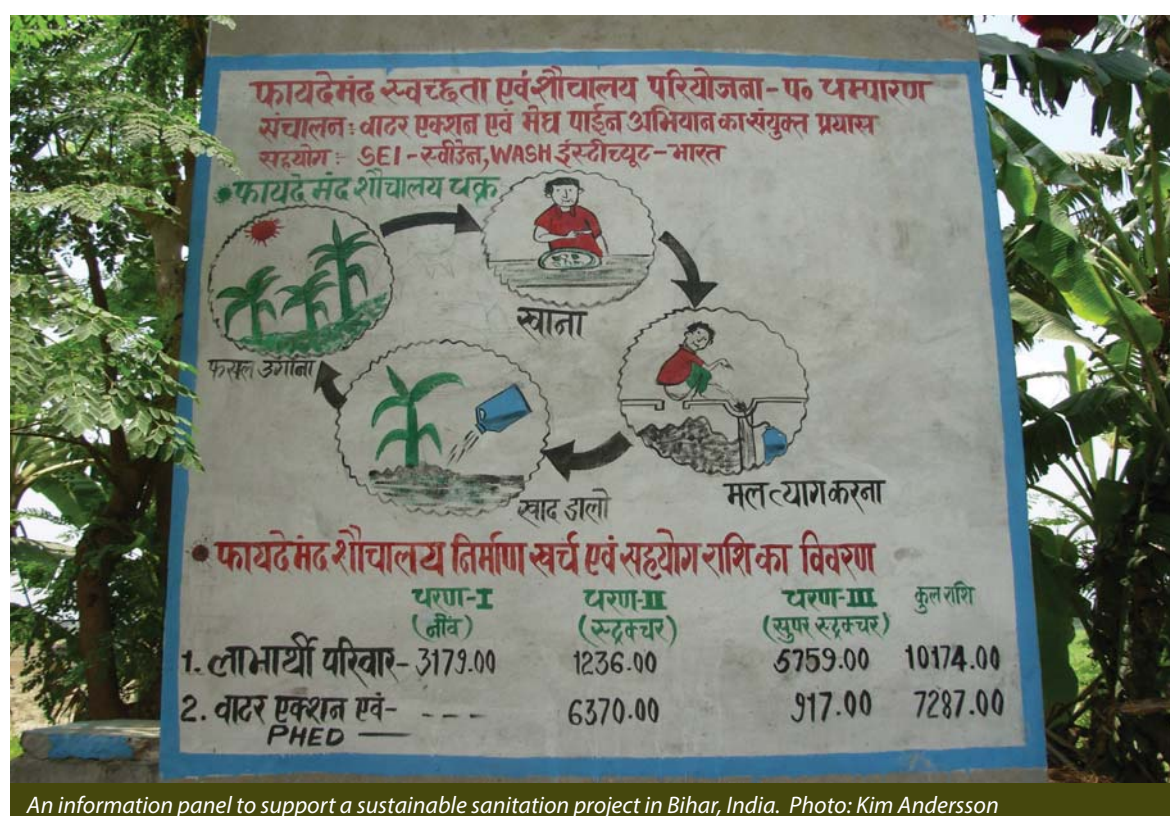 फायदेमंद स्वच्छता एवं शौचालय परियोजना - प० चम्पारण
संचालन : वाटर एक्शन एवं मेघ पाईन अभियान का संयुक्त प्रयास
सहयोग :- SEI - स्वीडेन, WASH इंस्टीच्यूट - भारत
• फायदे मंद शौचालय चक्र
खाना
फसल उगाना
मल त्याग करना
खाद डालो
• फायदेमंद शौचालय निर्माण खर्च एवं सहयोग राशि का विवरण
चरण-I चरण-II चरण-III कुल राशि
(नींव) (स्ट्रक्चर) (सुपर स्ट्रक्चर)
1. लाभार्थी परिवार - 3179.00 1236.00 5759.00 10174.00
2. वाटर एक्शन एवं - - - - 6370.00 917.00 7287.00
PHED —
An information panel to support a sustainable sanitation project in Bihar, India. Photo: Kim Andersson